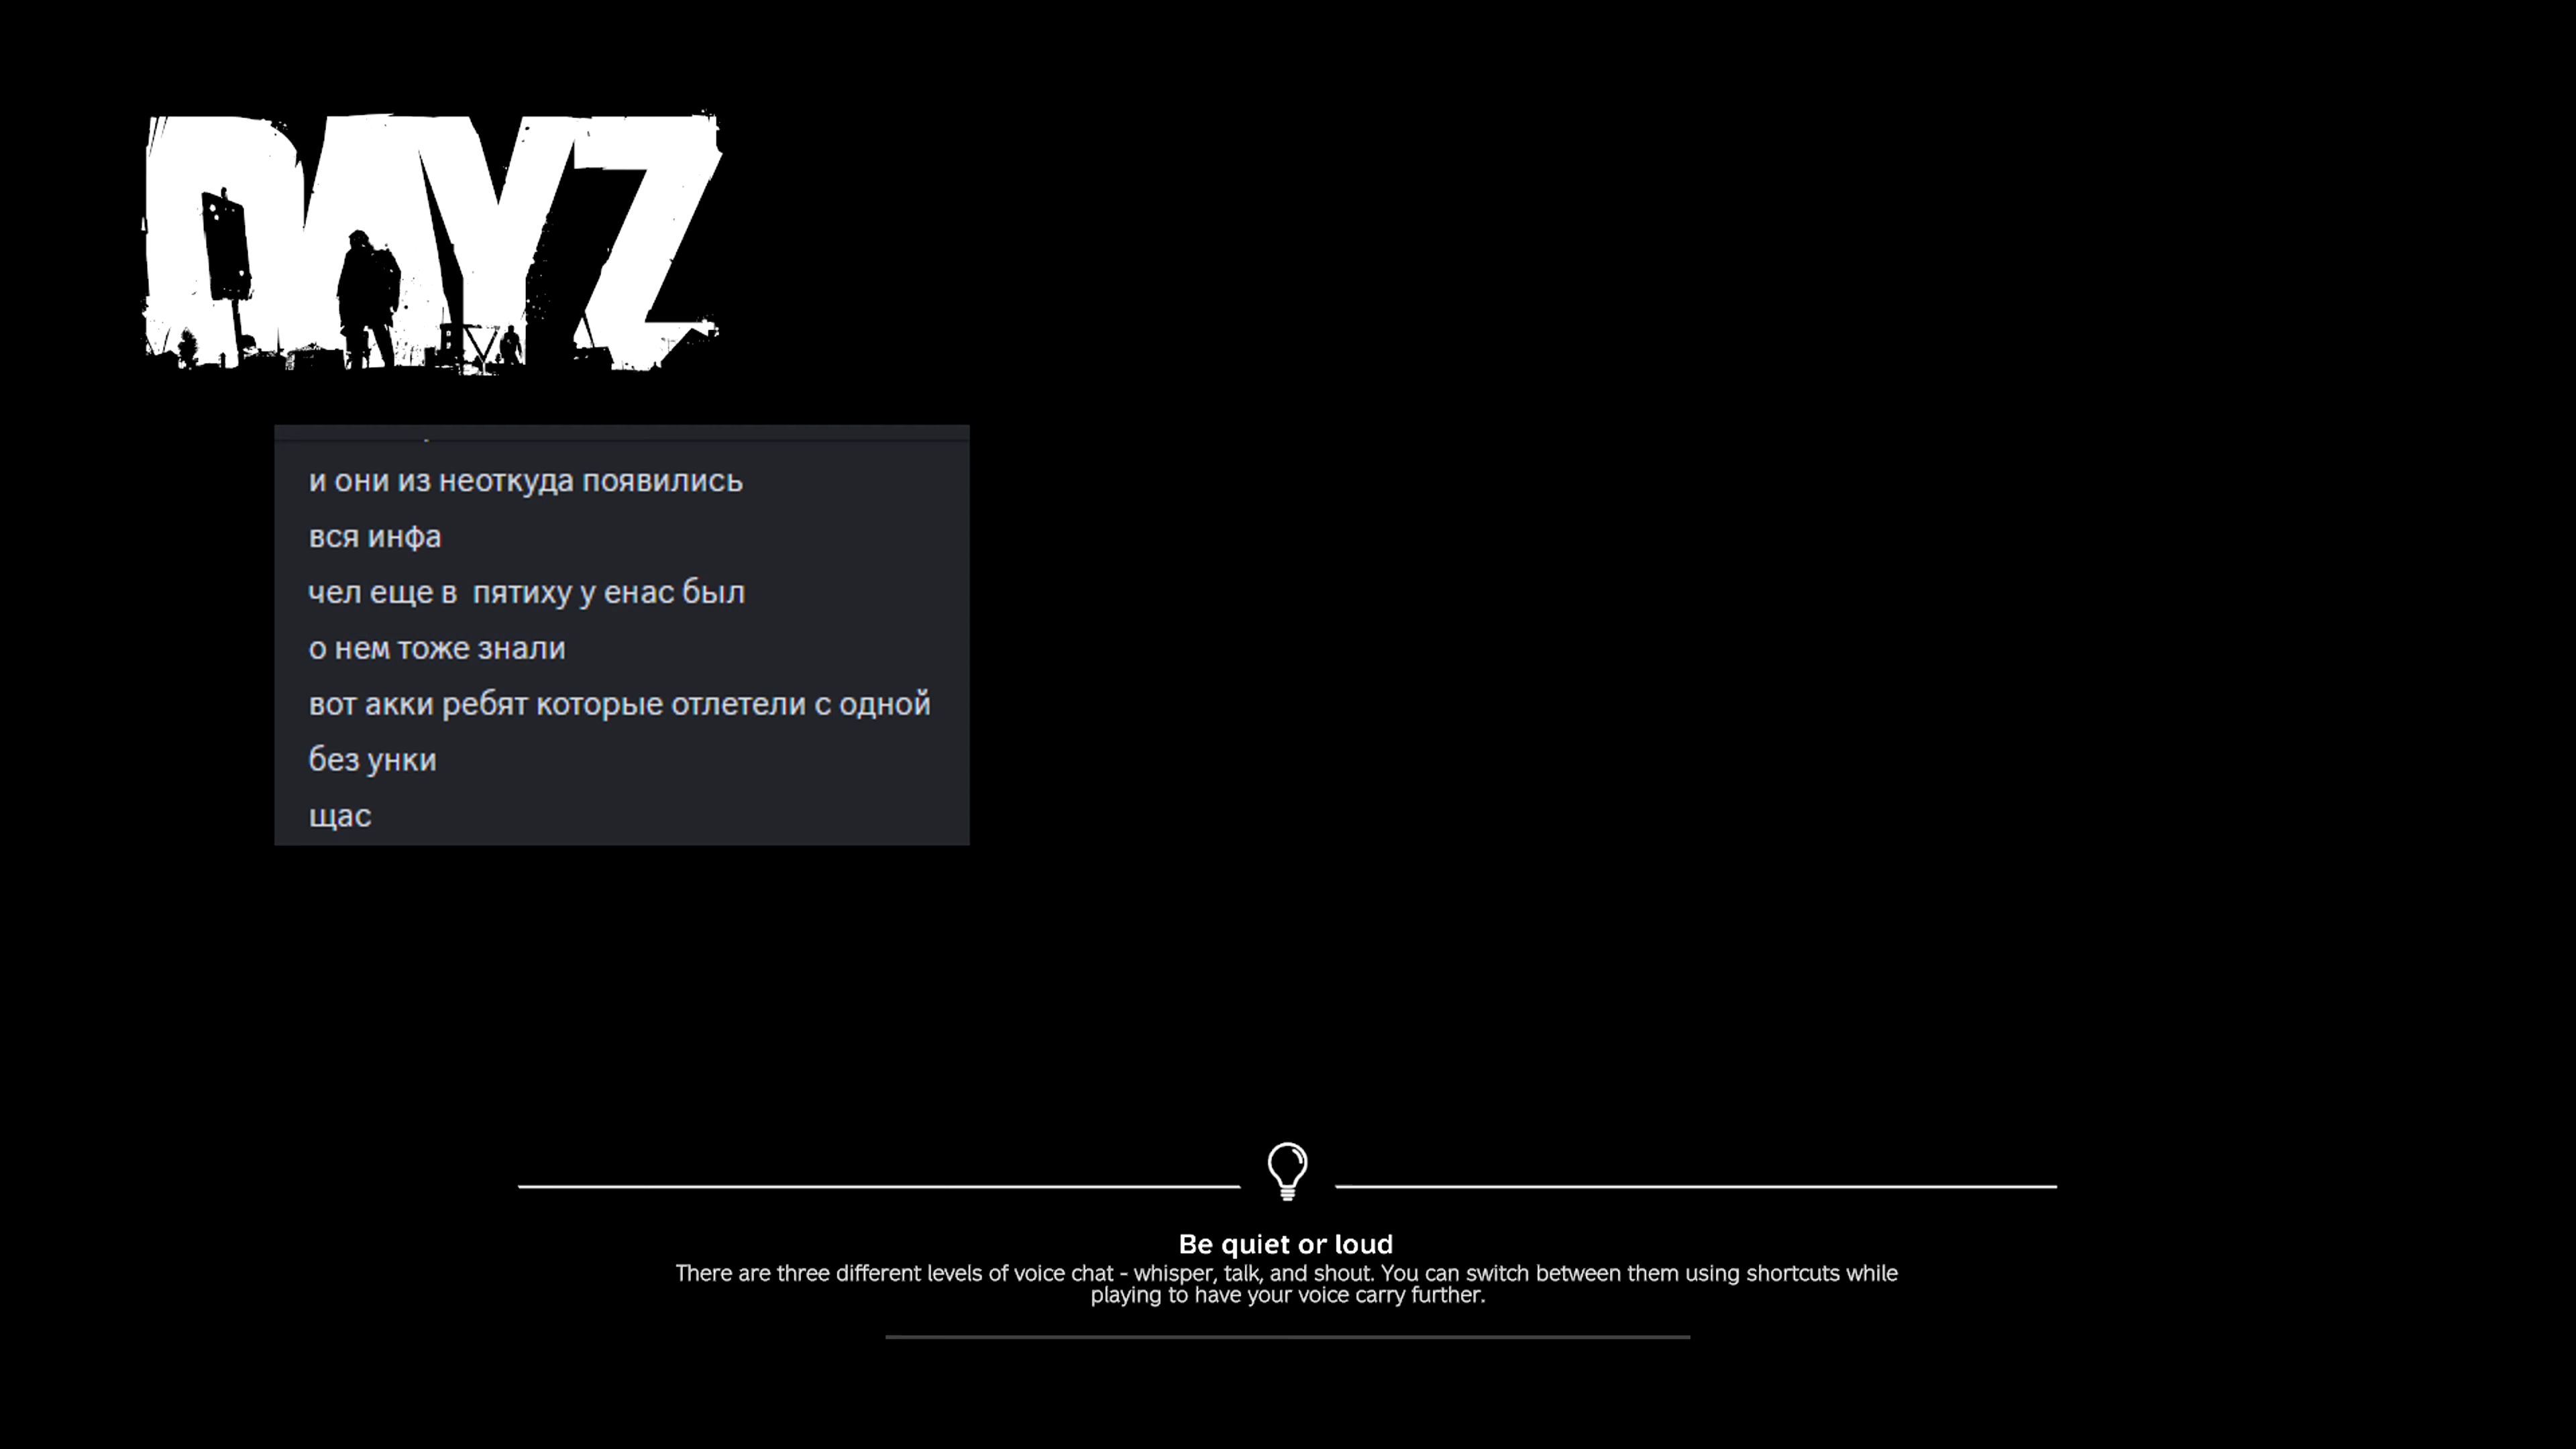 DAYZ
и они из неоткуда появились
вся инфа
чел еще в  пятиху у енас был
о нем тоже знали
вот акки ребят которые отлетели с одной
без унки
щас
Be quiet or loud
There are three different levels of voice chat - whisper, talk, and shout. You can switch between them using shortcuts while
playing to have your voice carry further.